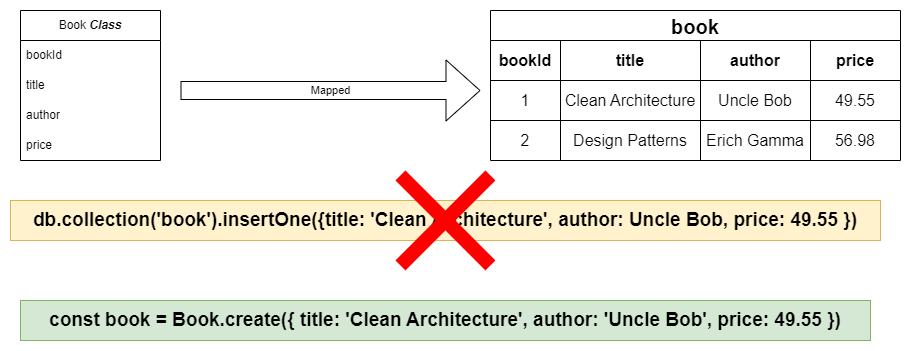 Book Class
bookId
title
author
price
Mapped
book
bookId title author price
1 Clean Architecture Uncle Bob 49.55
2 Design Patterns Erich Gamma 56.98
db.collection('book').insertOne({title: 'Clean Architecture', author: Uncle Bob, price: 49.55 })
const book = Book.create({ title: 'Clean Architecture', author: 'Uncle Bob', price: 49.55 })